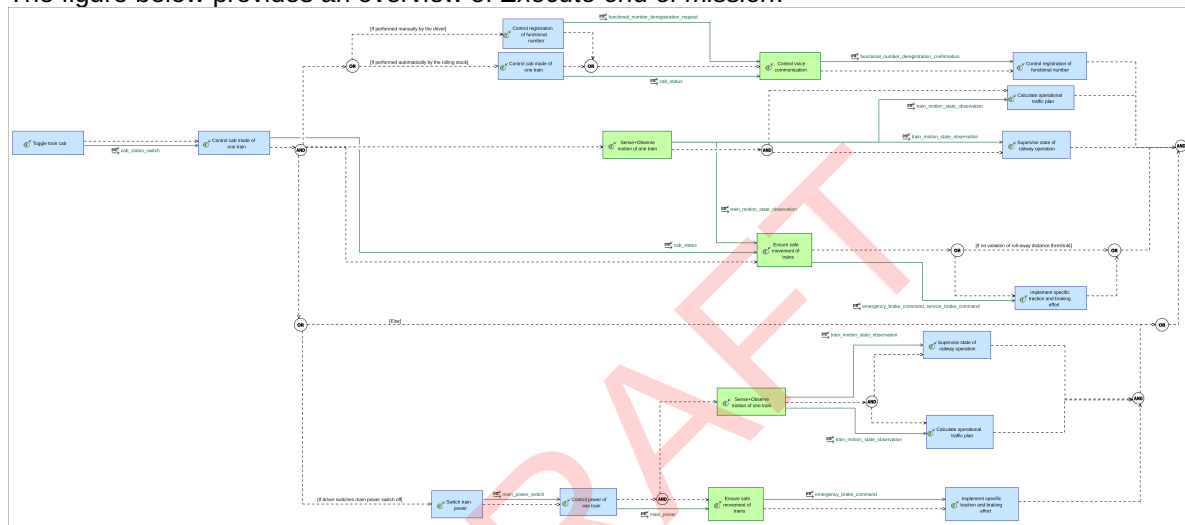 The figure below provides an overview of Execute end of mission.
[If performed manually by the driver]
Control registration
of functional
number
functional_number_deregistration_request
OR
[If performed automatically by the rolling stock]
Control cab mode of
one train
OR
cab_status
Control voice
communication
functional_number_deregistration_confirmation
Control registration of
functional number
Calculate operational
traffic plan
train_motion_state_observation
Toggle train cab
cab_status_switch
Control cab mode of
one train
AND
Sense+Observe
motion of one train
train_motion_state_observation
AND
Supervise state of
railway operation
AND
train_motion_state_observation
cab_status
Ensure safe
movement of
trains
OR
[If no violation of roll-away distance threshold]
OR
Implement specific
traction and braking
effort
emergency_brake_command, service_brake_command
OR
[Else]
OR
train_motion_state_observation
Supervise state of
railway operation
Sense+Observe
motion of one train
AND
AND
Calculate operational
traffic plan
train_motion_state_observation
[If driver switches main power switch off]
Switch train
power
main_power_switch
Control power of
one train
AND
main_power
Ensure safe
movement of
trains
emergency_brake_command
Implement specific
traction and braking
effort
DRAFT